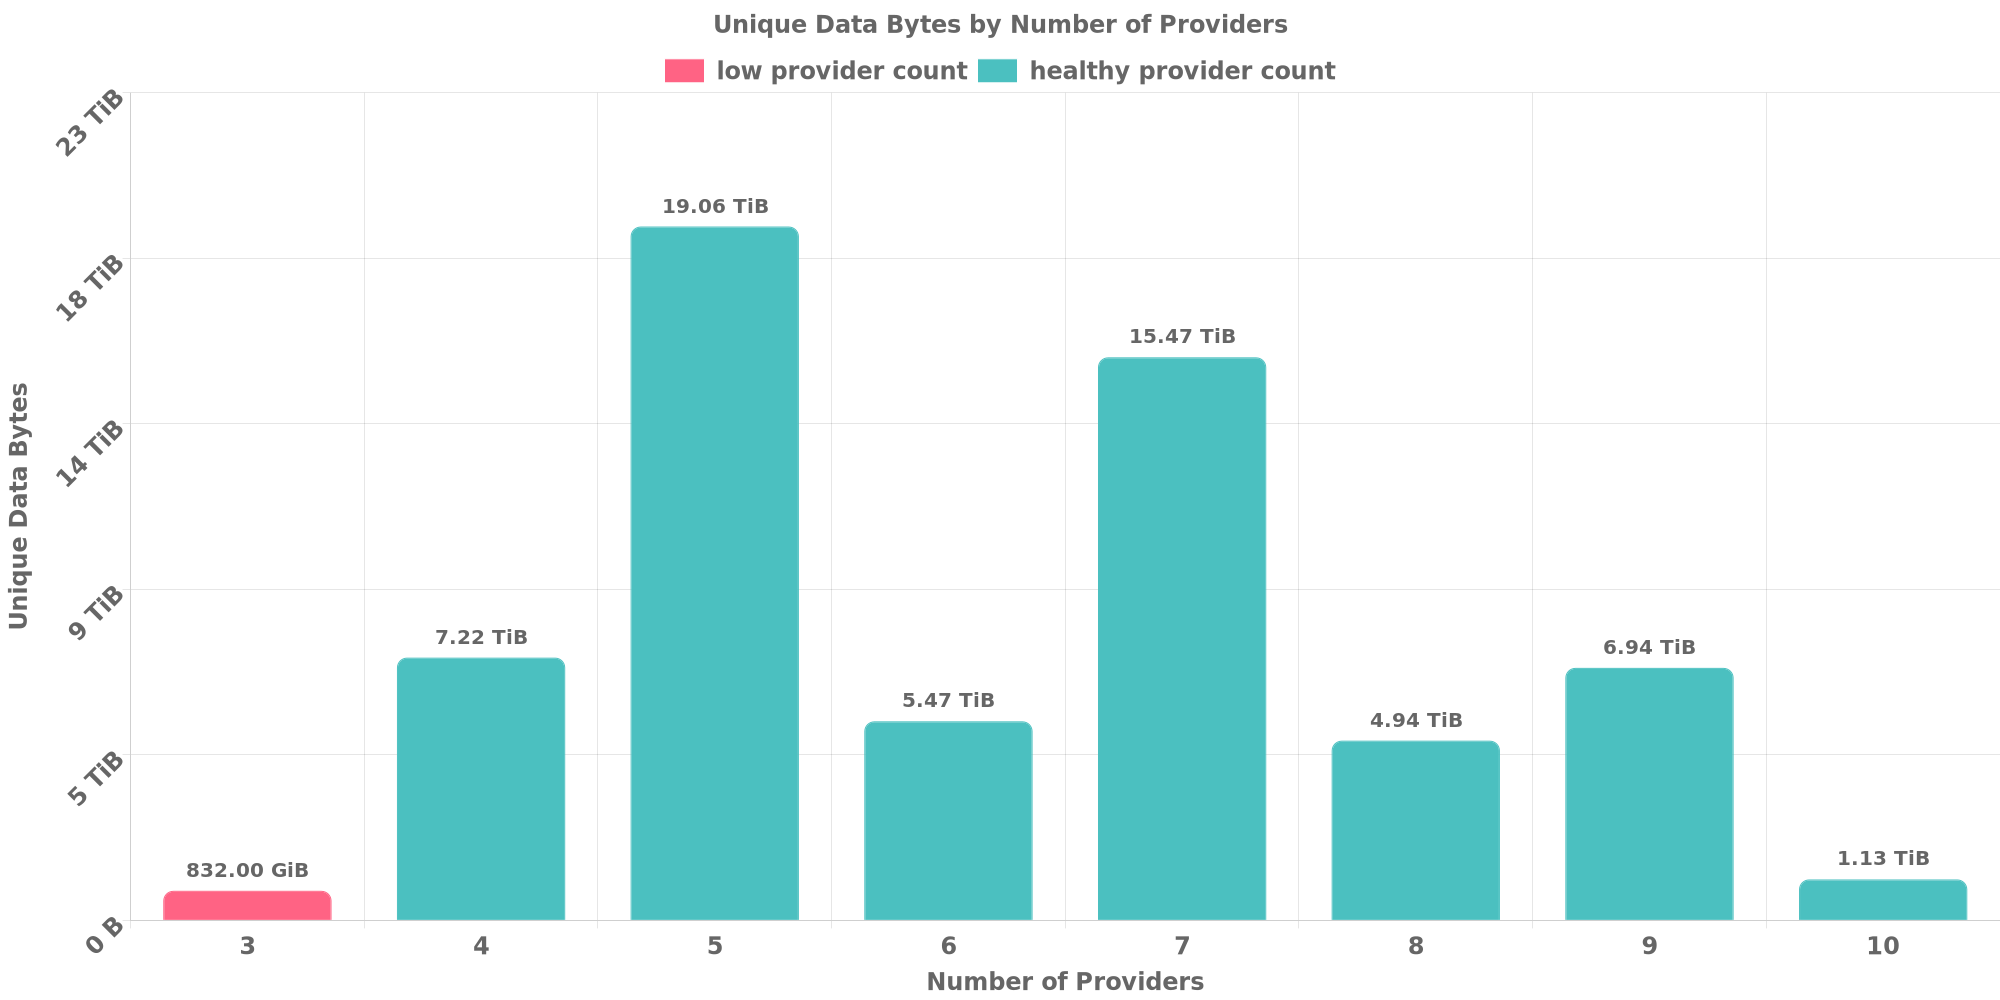 Unique Data Bytes by Number of Providers
low provider count healthy provider count
23 TiB
18 TiB
14 TiB
9 TiB
5 TiB
0 B
Unique Data Bytes
832.00 GiB
7.22 TiB
19.06 TiB
5.47 TiB
15.47 TiB
4.94 TiB
6.94 TiB
1.13 TiB
3 4 5 6 7 8 9 10
Number of Providers